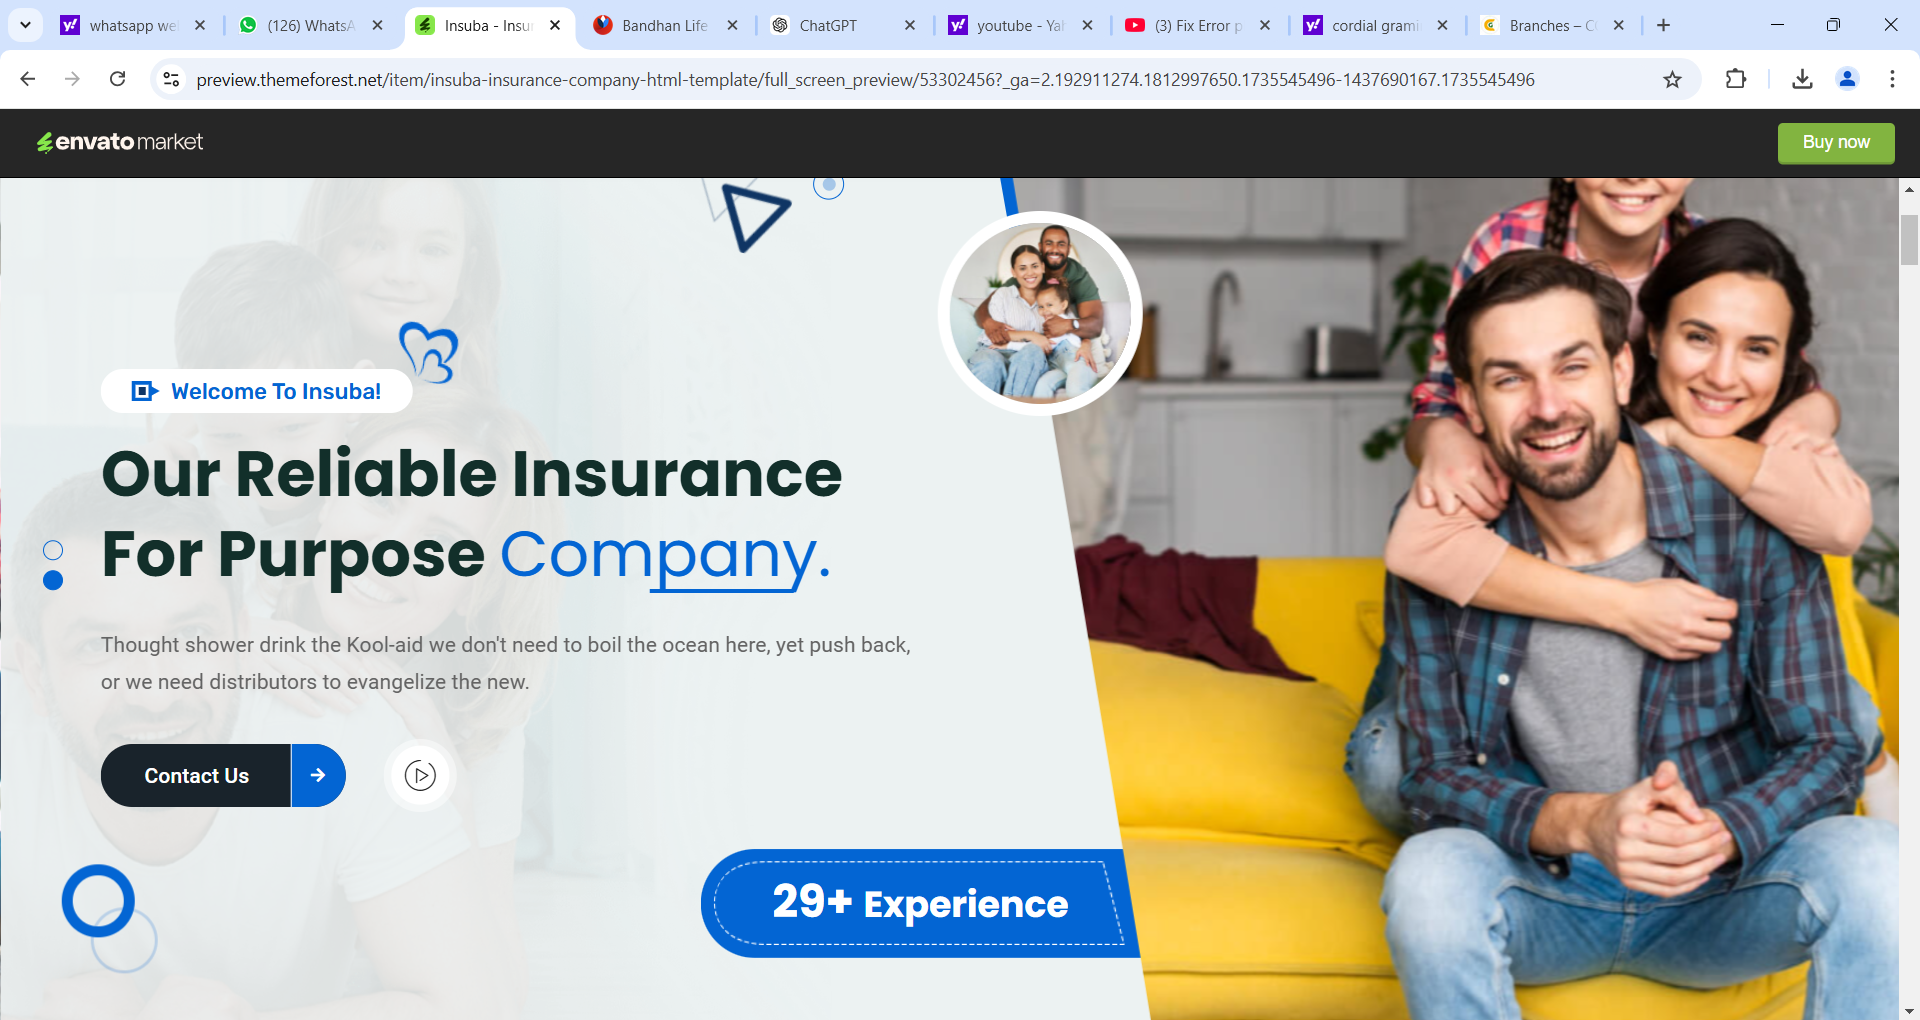 whatsapp we
(126) WhatsA
Insuba - Insur
Bandhan Life
ChatGPT
youtube - Yah
(3) Fix Error p
cordial grami
Branches – C
preview.themeforest.net/item/insuba-insurance-company-html-template/full_screen_preview/53302456?_ga=2.192911274.1812997650.1735545496-1437690167.1735545496
envato market
Buy now
Welcome To Insuba!
Our Reliable Insurance
For Purpose Company.
Thought shower drink the Kool-aid we don't need to boil the ocean here, yet push back,
or we need distributors to evangelize the new.
Contact Us
29+ Experience